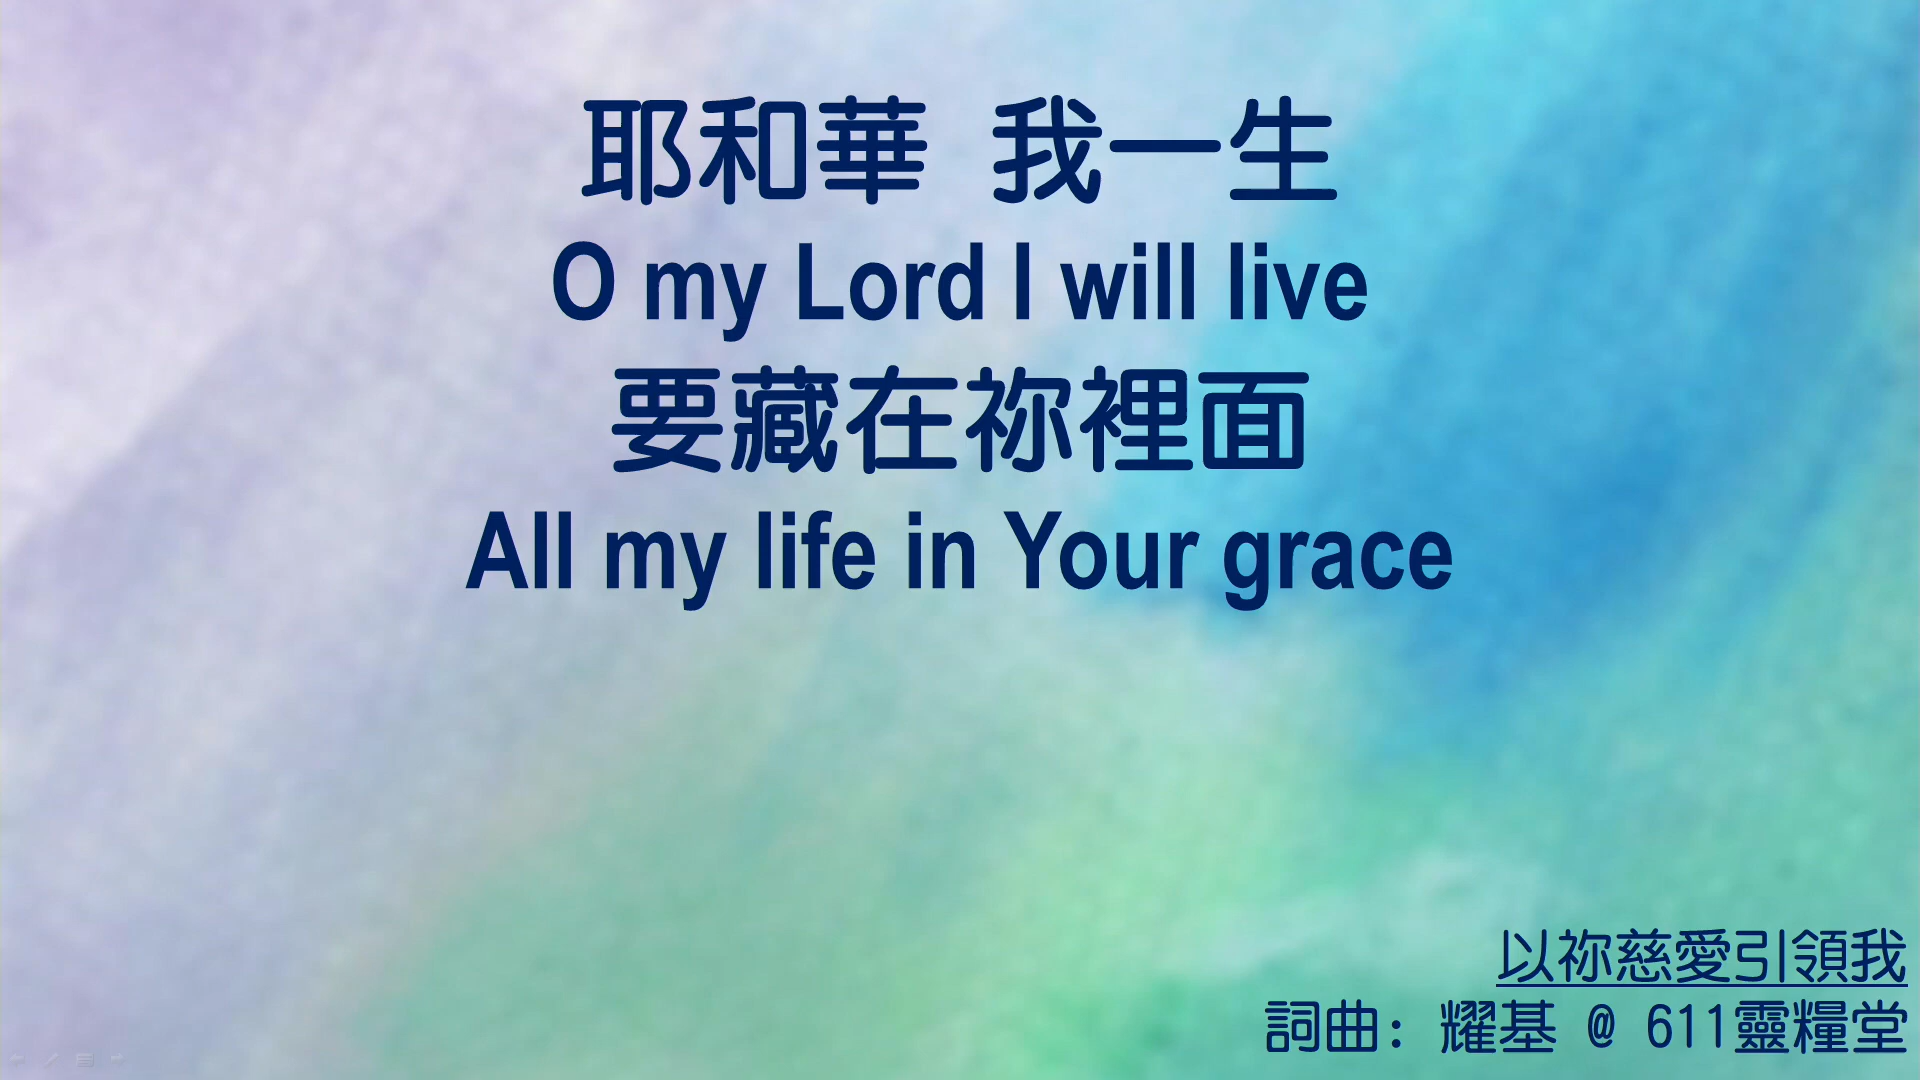 耶和華 我一生
O my Lord I will live
要藏在祢裡面
All my life in Your grace
以祢慈愛引領我
詞曲: 耀基 @ 611靈糧堂